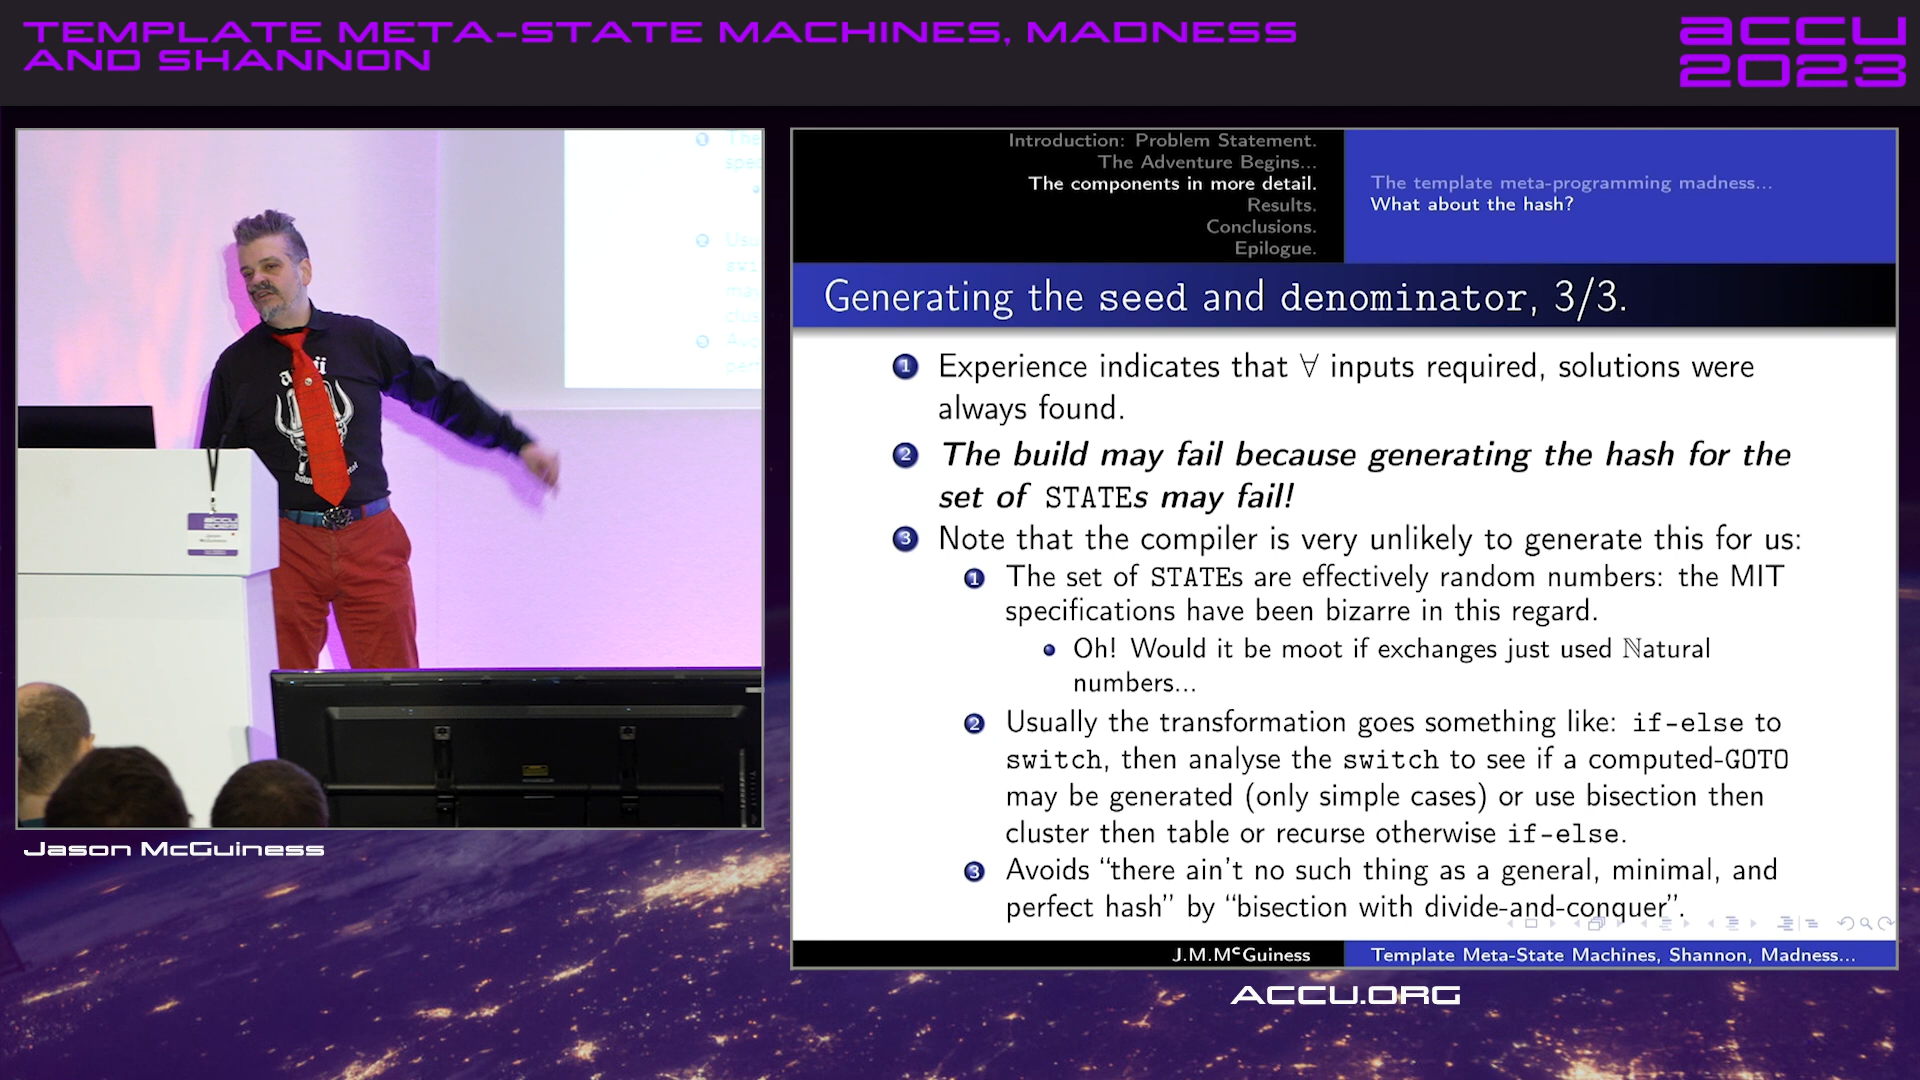 TEMPLATE META-STATE MACHINES, MADNESS
AND SHANNON
accu
2023
Jason McGuiness
Introduction: Problem Statement.
The Adventure Begins...
The components in more detail.
Results.
Conclusions.
Epilogue.
The template meta-programming madness...
What about the hash?
Generating the seed and denominator, 3/3.
1 Experience indicates that ∀ inputs required, solutions were
always found.
2 The build may fail because generating the hash for the
set of STATEs may fail!
3 Note that the compiler is very unlikely to generate this for us:
1 The set of STATEs are effectively random numbers: the MIT
specifications have been bizarre in this regard.
• Oh! Would it be moot if exchanges just used ℕatural
numbers...
2 Usually the transformation goes something like: if-else to
switch, then analyse the switch to see if a computed-GOTO
may be generated (only simple cases) or use bisection then
cluster then table or recurse otherwise if-else.
3 Avoids “there ain't no such thing as a general, minimal, and
perfect hash” by “bisection with divide-and-conquer”.
J.M.MᶜGuiness
Template Meta-State Machines, Shannon, Madness...
ACCU.ORG